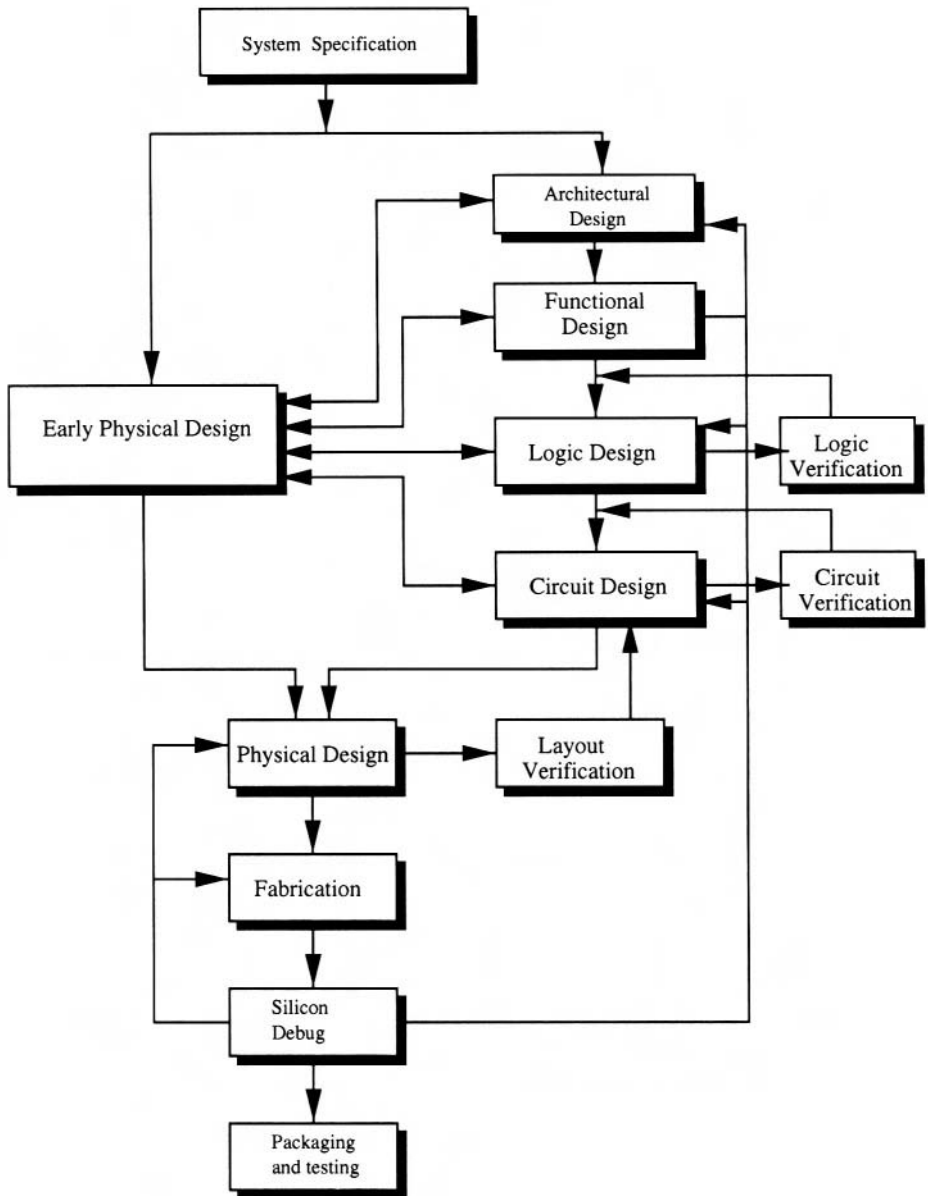 System Specification
Architectural
Design
Functional
Design
Early Physical Design
Logic Design
Logic
Verification
Circuit Design
Circuit
Verification
Physical Design
Layout
Verification
Fabrication
Silicon
Debug
Packaging
and testing